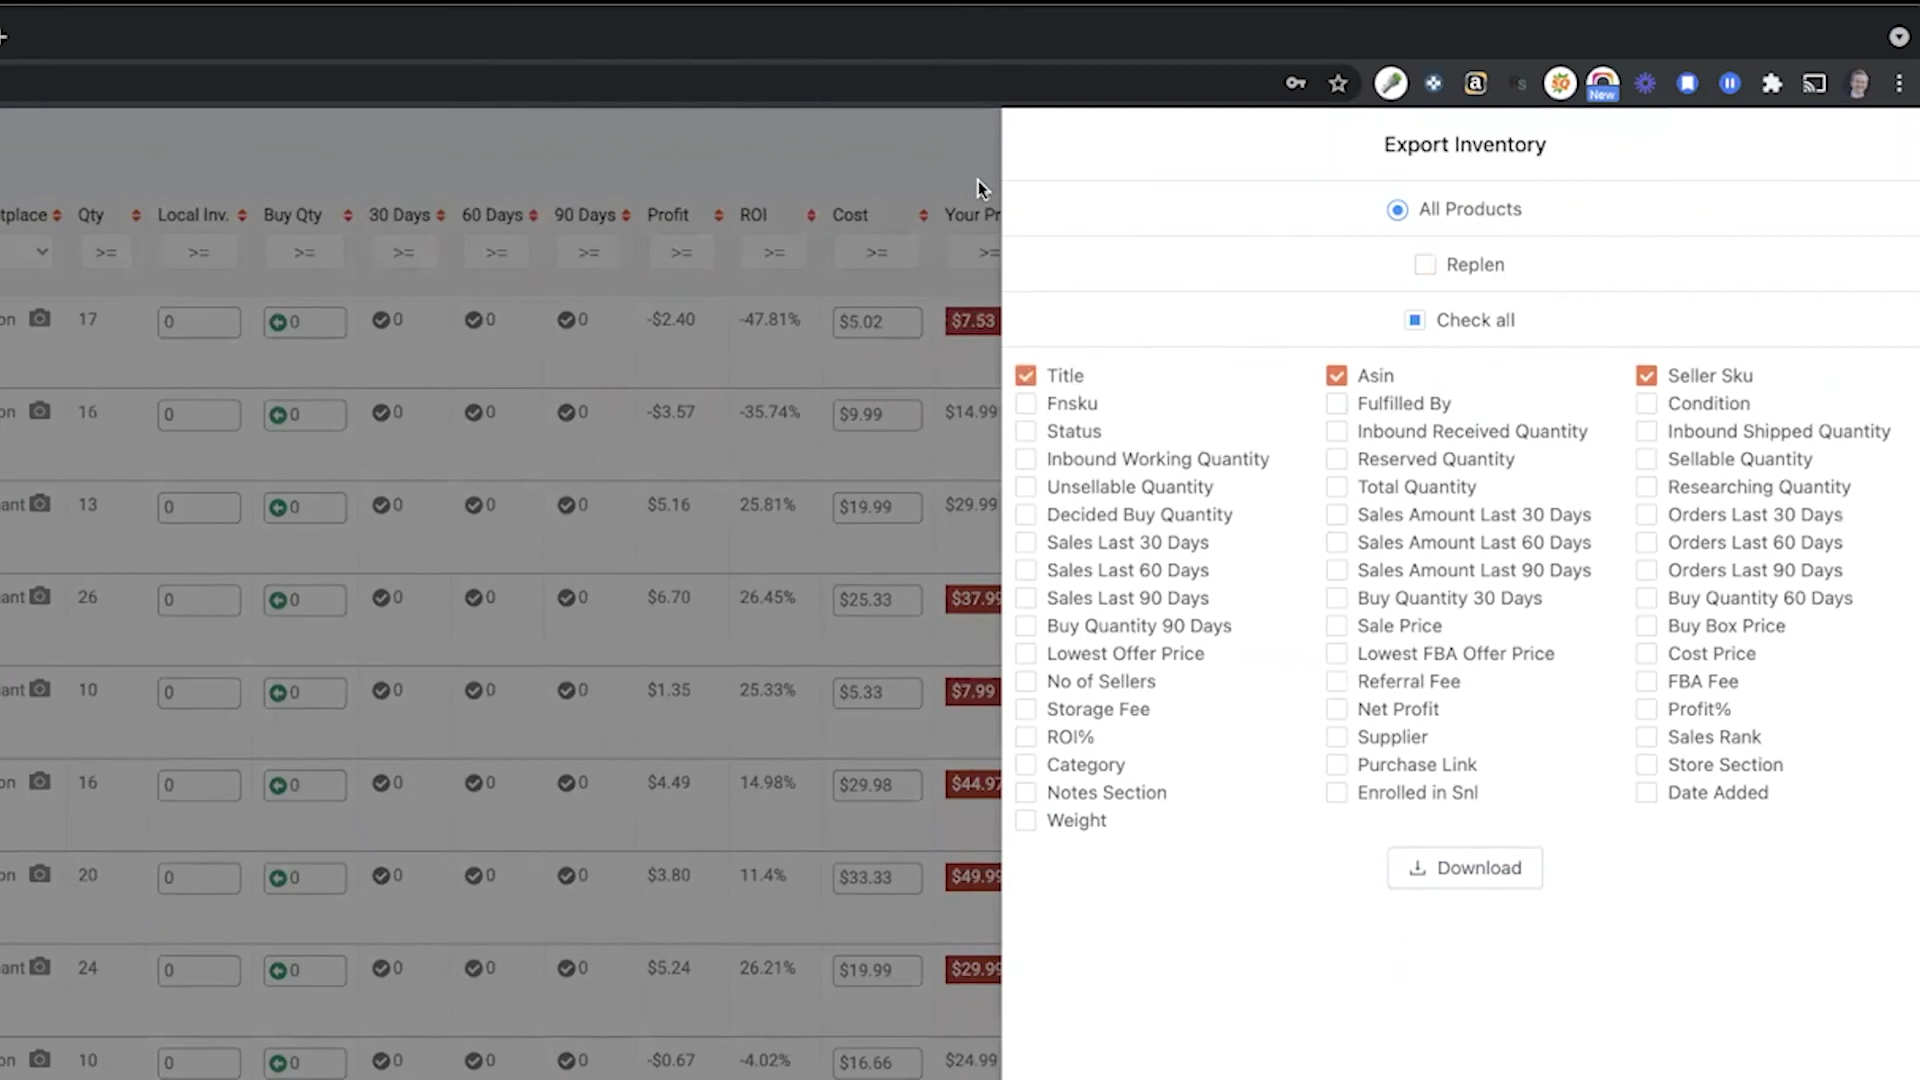 New
Export Inventory
All Products
Replen
Check all
Title Asin Seller Sku
Fnsku Fulfilled By Condition
Status Inbound Received Quantity Inbound Shipped Quantity
Inbound Working Quantity Reserved Quantity Sellable Quantity
Unsellable Quantity Total Quantity Researching Quantity
Decided Buy Quantity Sales Amount Last 30 Days Orders Last 30 Days
Sales Last 30 Days Sales Amount Last 60 Days Orders Last 60 Days
Sales Last 60 Days Sales Amount Last 90 Days Orders Last 90 Days
Sales Last 90 Days Buy Quantity 30 Days Buy Quantity 60 Days
Buy Quantity 90 Days Sale Price Buy Box Price
Lowest Offer Price Lowest FBA Offer Price Cost Price
No of Sellers Referral Fee FBA Fee
Storage Fee Net Profit Profit%
ROI% Supplier Sales Rank
Category Purchase Link Store Section
Notes Section Enrolled in Snl Date Added
Weight
Download
tplace Qty Local Inv. Buy Qty 30 Days 60 Days 90 Days Profit ROI Cost Your Pr
>= >= >= >= >= >= >= >= >= >=
on 17 0 0 0 0 0 -$2.40 -47.81% $5.02 $7.53
on 16 0 0 0 0 0 -$3.57 -35.74% $9.99 $14.99
ant 13 0 0 0 0 0 $5.16 25.81% $19.99 $29.99
ant 26 0 0 0 0 0 $6.70 26.45% $25.33 $37.99
ant 10 0 0 0 0 0 $1.35 25.33% $5.33 $7.99
on 16 0 0 0 0 0 $4.49 14.98% $29.98 $44.97
on 20 0 0 0 0 0 $3.80 11.4% $33.33 $49.99
ant 24 0 0 0 0 0 $5.24 26.21% $19.99 $29.99
on 10 0 0 0 0 0 -$0.67 -4.02% $16.66 $24.99